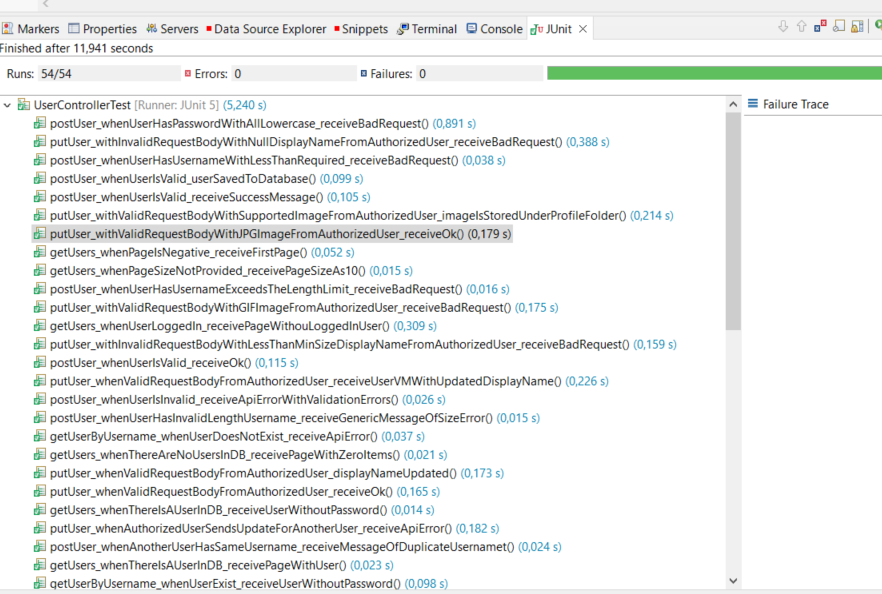 Markers Properties Servers Data Source Explorer Snippets Terminal Console JUnit
Finished after 11,941 seconds
Runs: 54/54 Errors: 0 Failures: 0
UserControllerTest [Runner: JUnit 5] (5,240 s)
Failure Trace
postUser_whenUserHasPasswordWithAllLowercase_receiveBadRequest() (0,891 s)
putUser_withInvalidRequestBodyWithNullDisplayNameFromAuthorizedUser_receiveBadRequest() (0,388 s)
postUser_whenUserHasUsernameWithLessThanRequired_receiveBadRequest() (0,038 s)
postUser_whenUserIsValid_userSavedToDatabase() (0,099 s)
postUser_whenUserIsValid_receiveSuccessMessage() (0,105 s)
putUser_withValidRequestBodyWithSupportedImageFromAuthorizedUser_imageIsStoredUnderProfileFolder() (0,214 s)
putUser_withValidRequestBodyWithJPGImageFromAuthorizedUser_receiveOk() (0,179 s)
getUsers_whenPageIsNegative_receiveFirstPage() (0,052 s)
getUsers_whenPageSizeNotProvided_receivePageSizeAs10() (0,015 s)
postUser_whenUserHasUsernameExceedsTheLengthLimit_receiveBadRequest() (0,016 s)
putUser_withValidRequestBodyWithGIFImageFromAuthorizedUser_receiveBadRequest() (0,175 s)
getUsers_whenUserLoggedIn_receivePageWithouLoggedInUser() (0,309 s)
putUser_withInvalidRequestBodyWithLessThanMinSizeDisplayNameFromAuthorizedUser_receiveBadRequest() (0,159 s)
postUser_whenUserIsValid_receiveOk() (0,115 s)
putUser_whenValidRequestBodyFromAuthorizedUser_receiveUserVMWithUpdatedDisplayName() (0,226 s)
postUser_whenUserIsInvalid_receiveApiErrorWithValidationErrors() (0,026 s)
postUser_whenUserHasInvalidLengthUsername_receiveGenericMessageOfSizeError() (0,015 s)
getUserByUsername_whenUserDoesNotExist_receiveApiError() (0,037 s)
getUsers_whenThereAreNoUsersInDB_receivePageWithZeroItems() (0,021 s)
putUser_whenValidRequestBodyFromAuthorizedUser_displayNameUpdated() (0,173 s)
putUser_whenValidRequestBodyFromAuthorizedUser_receiveOk() (0,165 s)
getUsers_whenThereIsAUserInDB_receiveUserWithoutPassword() (0,014 s)
putUser_whenAuthorizedUserSendsUpdateForAnotherUser_receiveApiError() (0,182 s)
postUser_whenAnotherUserHasSameUsername_receiveMessageOfDuplicateUsernamet() (0,024 s)
getUsers_whenThereIsAUserInDB_receivePageWithUser() (0,023 s)
getUserByUsername_whenUserExist_receiveUserWithoutPassword() (0,098 s)